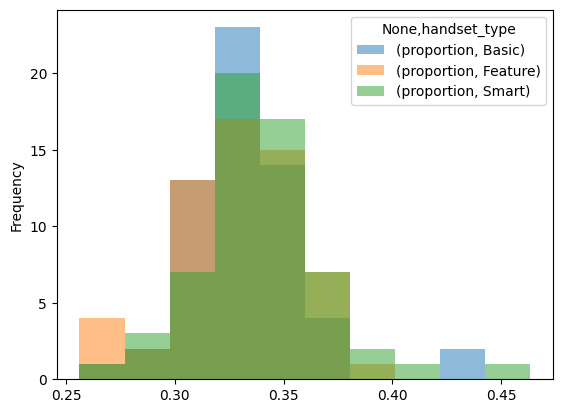 None,handset_type
(proportion, Basic)
(proportion, Feature)
(proportion, Smart)
Frequency
20
15
10
5
0
0.25
0.30
0.35
0.40
0.45